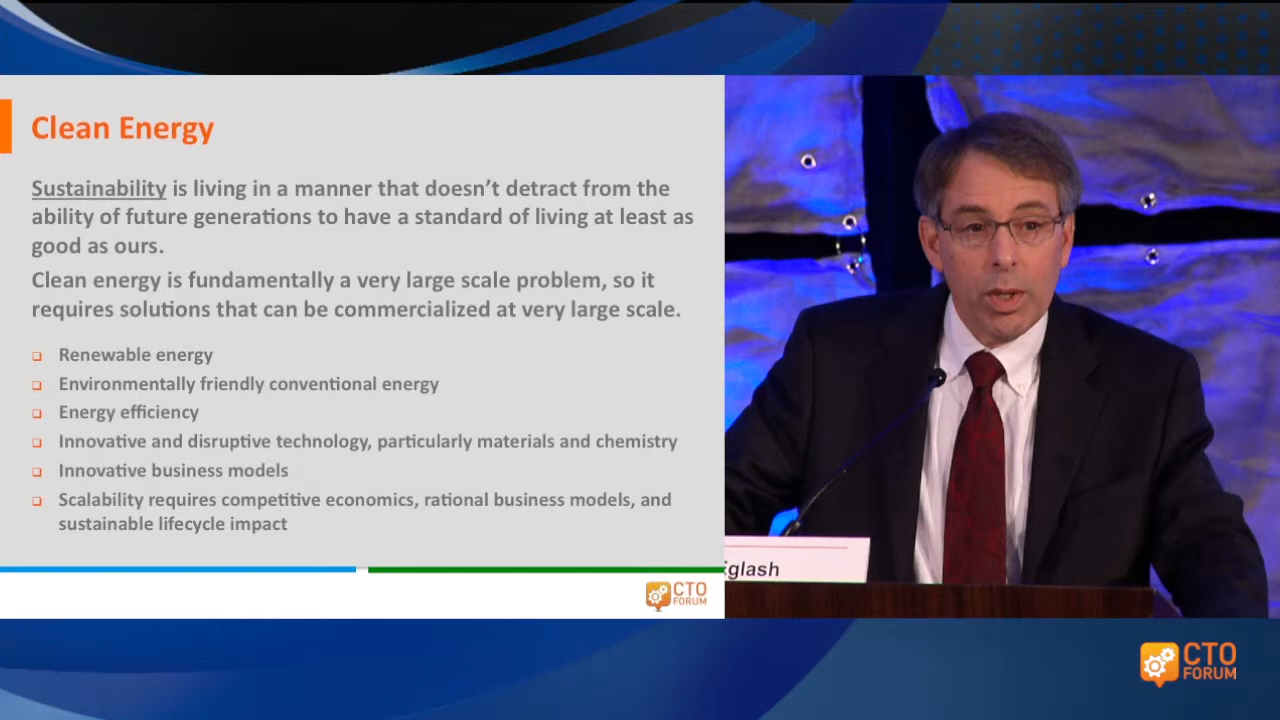 Clean Energy
Sustainability is living in a manner that doesn’t detract from the
ability of future generations to have a standard of living at least as
good as ours.
Clean energy is fundamentally a very large scale problem, so it
requires solutions that can be commercialized at very large scale.
Renewable energy
Environmentally friendly conventional energy
Energy efficiency
Innovative and disruptive technology, particularly materials and chemistry
Innovative business models
Scalability requires competitive economics, rational business models, and
sustainable lifecycle impact
CTO
FORUM
Eglash
CTO
FORUM